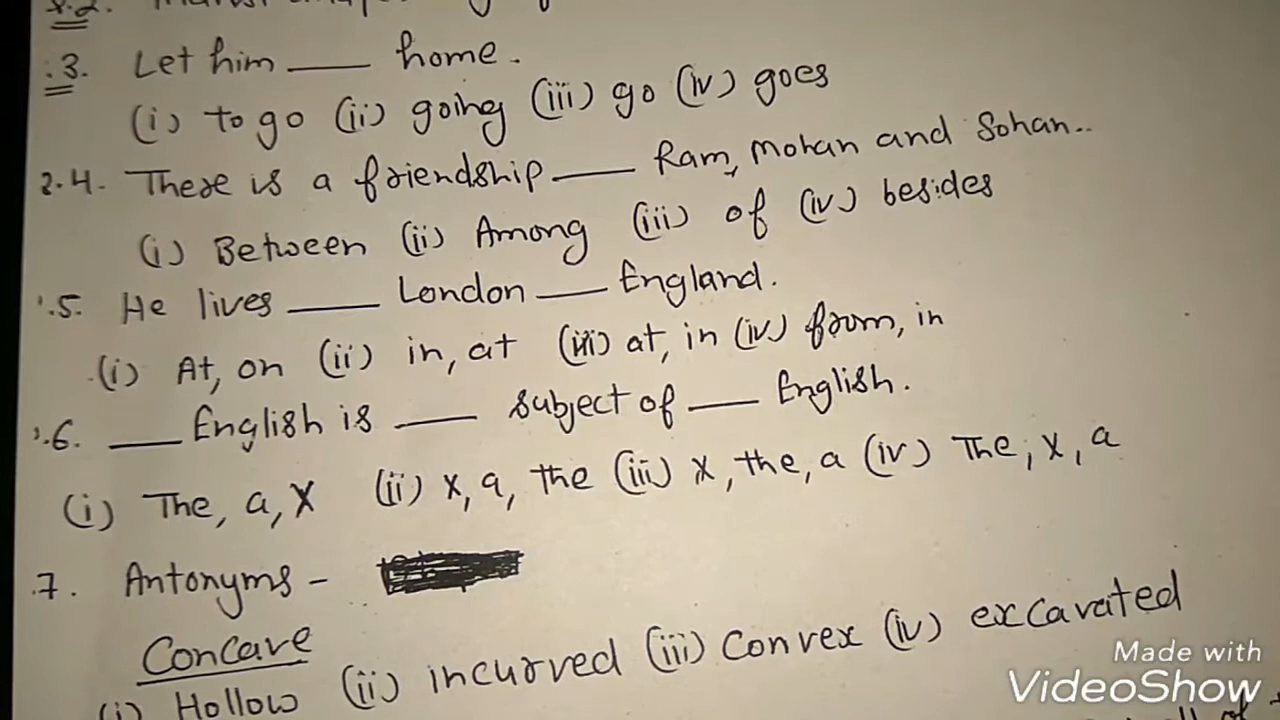 .3. Let him ___ home.
(i) to go (ii) going (iii) go (iv) goes
2.4. There is a friendship ___ Ram, Mohan and Sohan..
(i) Between (ii) Among (iii) of (iv) besides
.5. He lives ___ London ___ England.
(i) At, on (ii) in, at (iii) at, in (iv) from, in
.6. ___ English is ___ subject of ___ English.
(i) The, a, X (ii) X, a, the (iii) X, the, a (iv) The, X, a
.7. Antonyms -
Concave
(i) Hollow (ii) incurved (iii) Convex (iv) excavated
Made with
VideoShow